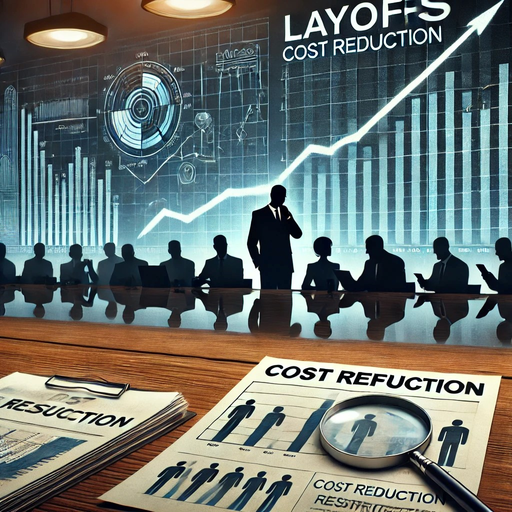 LAYOFFS
COST REDUCTION
RESUCTION
COST REFUCTION
COST REDUCTION